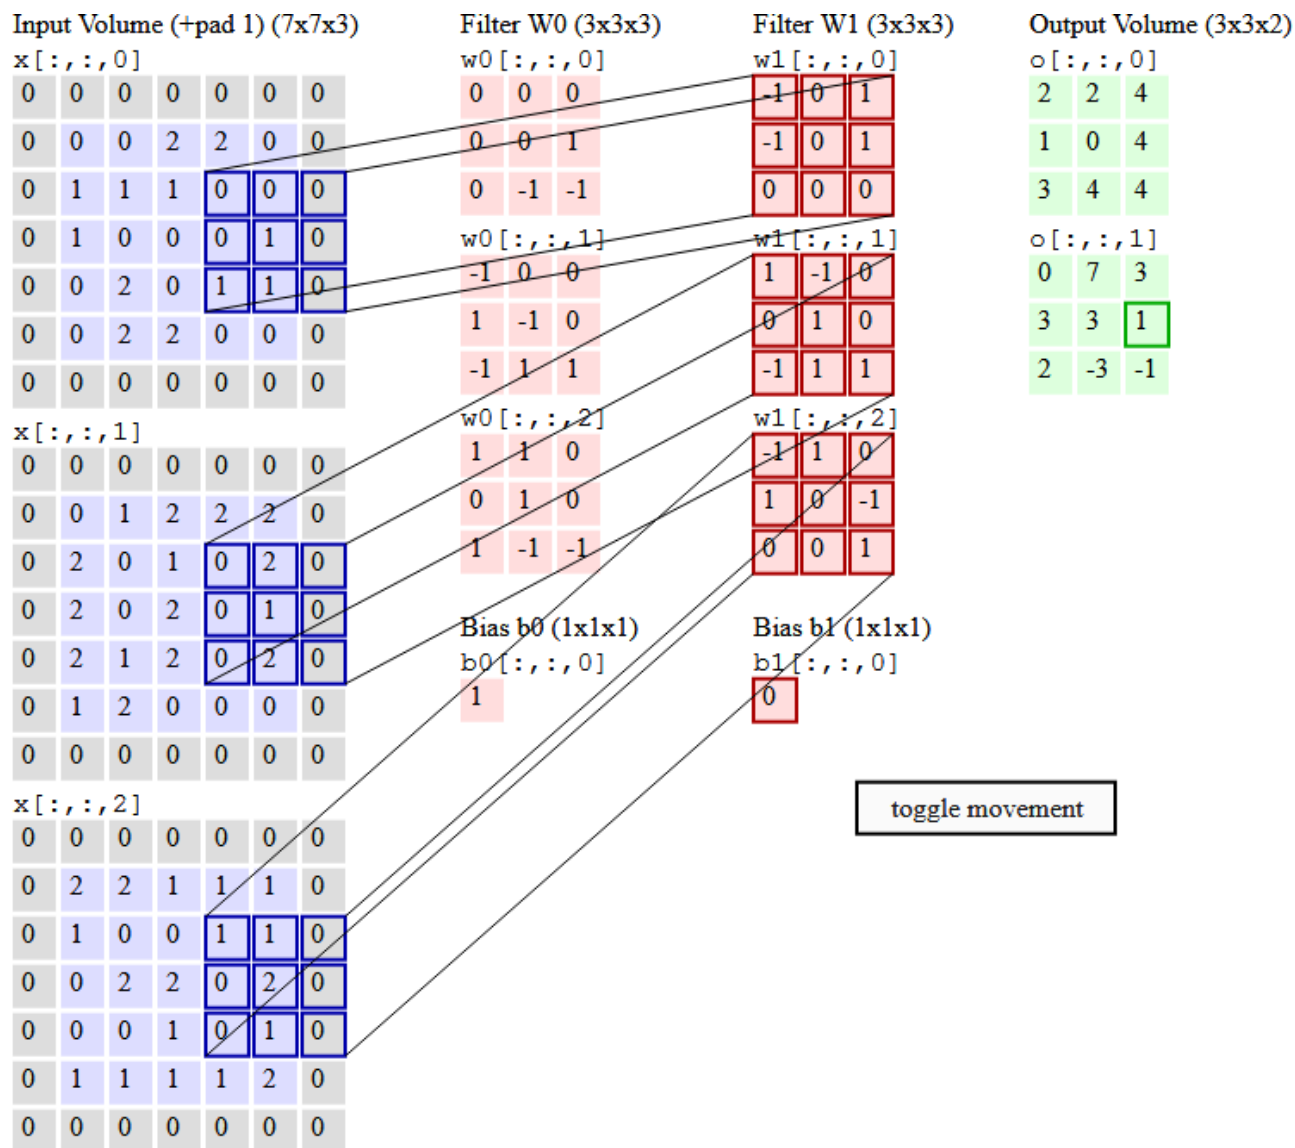 Input Volume (+pad 1) (7x7x3)
x[:,:,0]
0 0 0 0 0 0 0
0 0 0 2 2 0 0
0 1 1 1 0 0 0
0 1 0 0 0 1 0
0 0 2 0 1 1 0
0 0 2 2 0 0 0
0 0 0 0 0 0 0
x[:,:,1]
0 0 0 0 0 0 0
0 0 1 2 2 2 0
0 2 0 1 0 2 0
0 2 0 2 0 1 0
0 2 1 2 0 2 0
0 1 2 0 0 0 0
0 0 0 0 0 0 0
x[:,:,2]
0 0 0 0 0 0 0
0 2 2 1 1 1 0
0 1 0 0 1 1 0
0 0 2 2 0 2 0
0 0 0 1 0 1 0
0 1 1 1 1 2 0
0 0 0 0 0 0 0
Filter W0 (3x3x3)
w0[:,:,0]
0 0 0
0 0 1
0 -1 -1
w0[:,:,1]
-1 0 0
1 -1 0
-1 1 1
w0[:,:,2]
1 1 0
0 1 0
1 -1 -1
Bias b0 (1x1x1)
b0[:,:,0]
1
Filter W1 (3x3x3)
w1[:,:,0]
-1 0 1
-1 0 1
0 0 0
w1[:,:,1]
1 -1 0
0 1 0
-1 1 1
w1[:,:,2]
-1 1 0
1 0 -1
0 0 1
Bias b1 (1x1x1)
b1[:,:,0]
0
Output Volume (3x3x2)
o[:,:,0]
2 2 4
1 0 4
3 4 4
o[:,:,1]
0 7 3
3 3 1
2 -3 -1
toggle movement